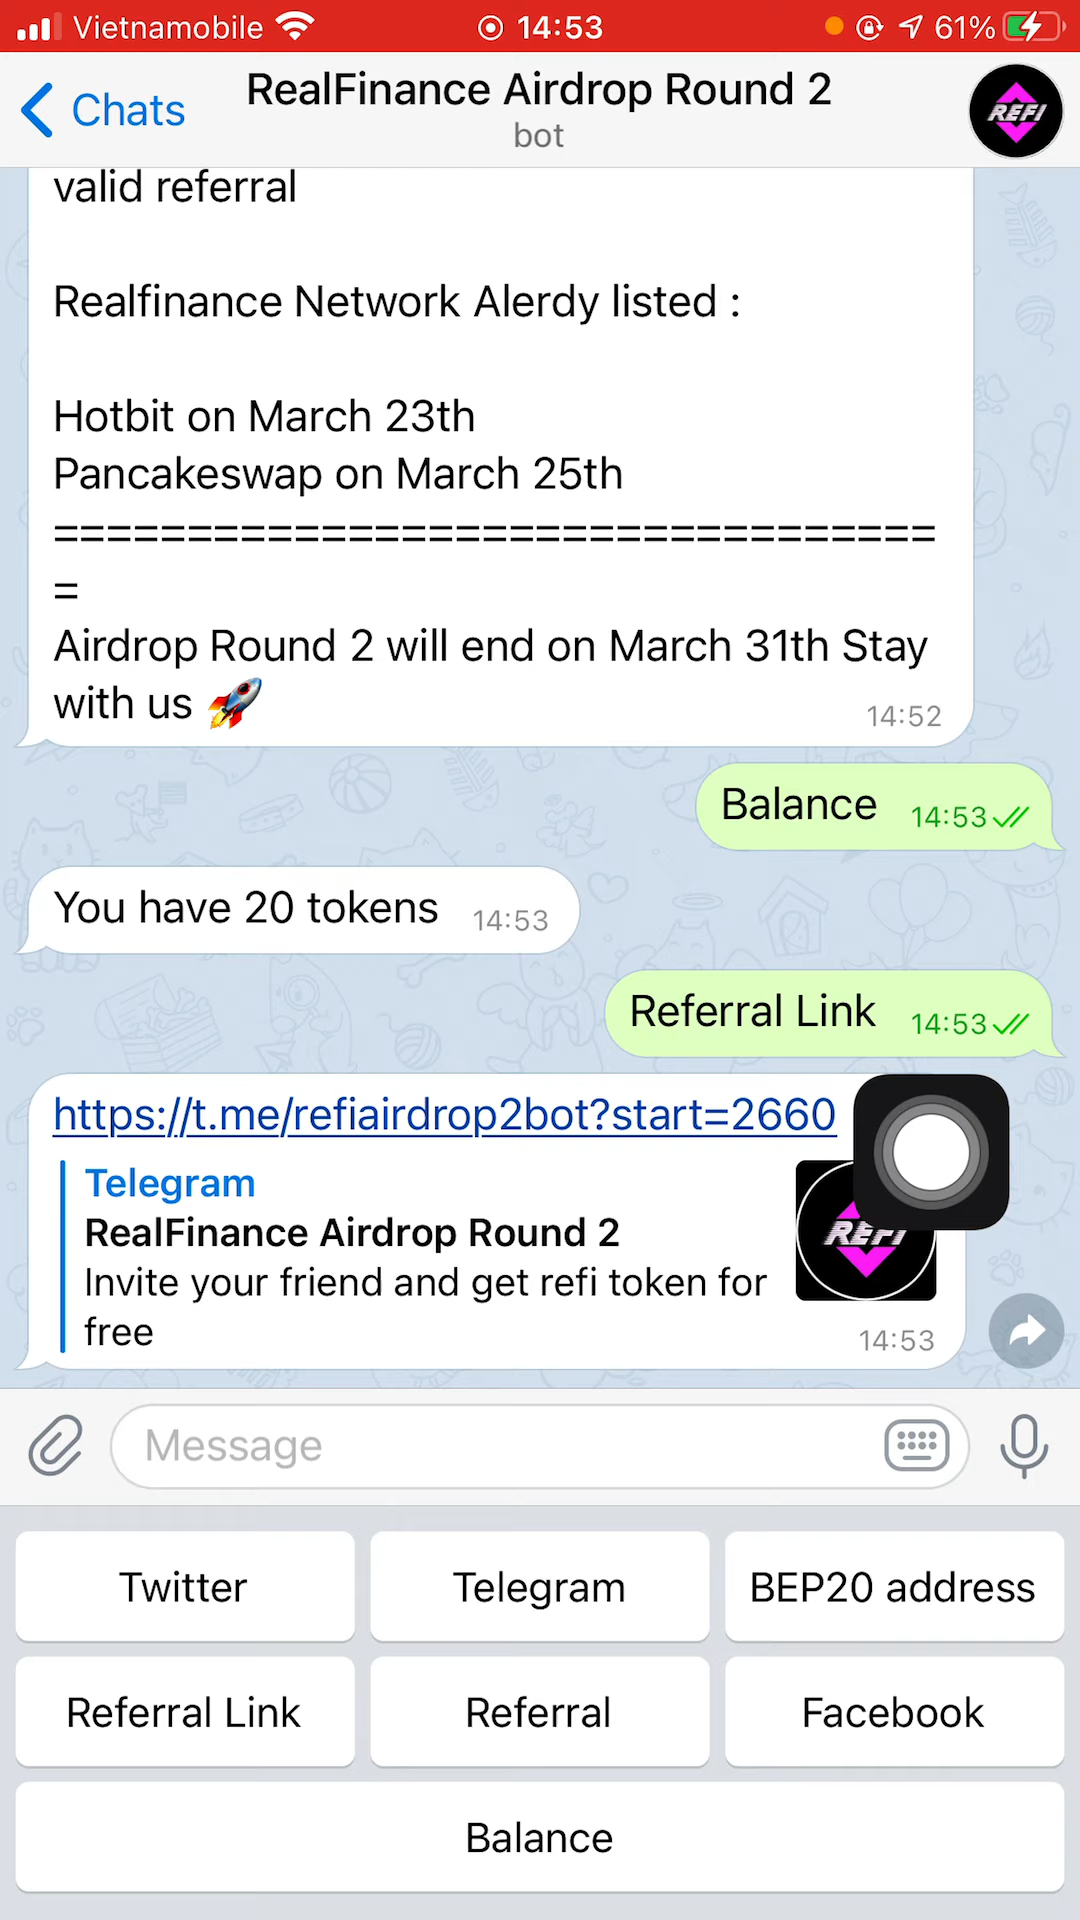 Vietnamobile 14:53 61%
Chats
RealFinance Airdrop Round 2
bot
REFI
valid referral
Realfinance Network Alerdy listed :
Hotbit on March 23th
Pancakeswap on March 25th
=================================
=
Airdrop Round 2 will end on March 31th Stay
with us 🚀
14:52
Balance 14:53
You have 20 tokens 14:53
Referral Link 14:53
https://t.me/refiairdrop2bot?start=2660
Telegram
RealFinance Airdrop Round 2
Invite your friend and get refi token for
free
REFI
14:53
Message
Twitter
Telegram
BEP20 address
Referral Link
Referral
Facebook
Balance